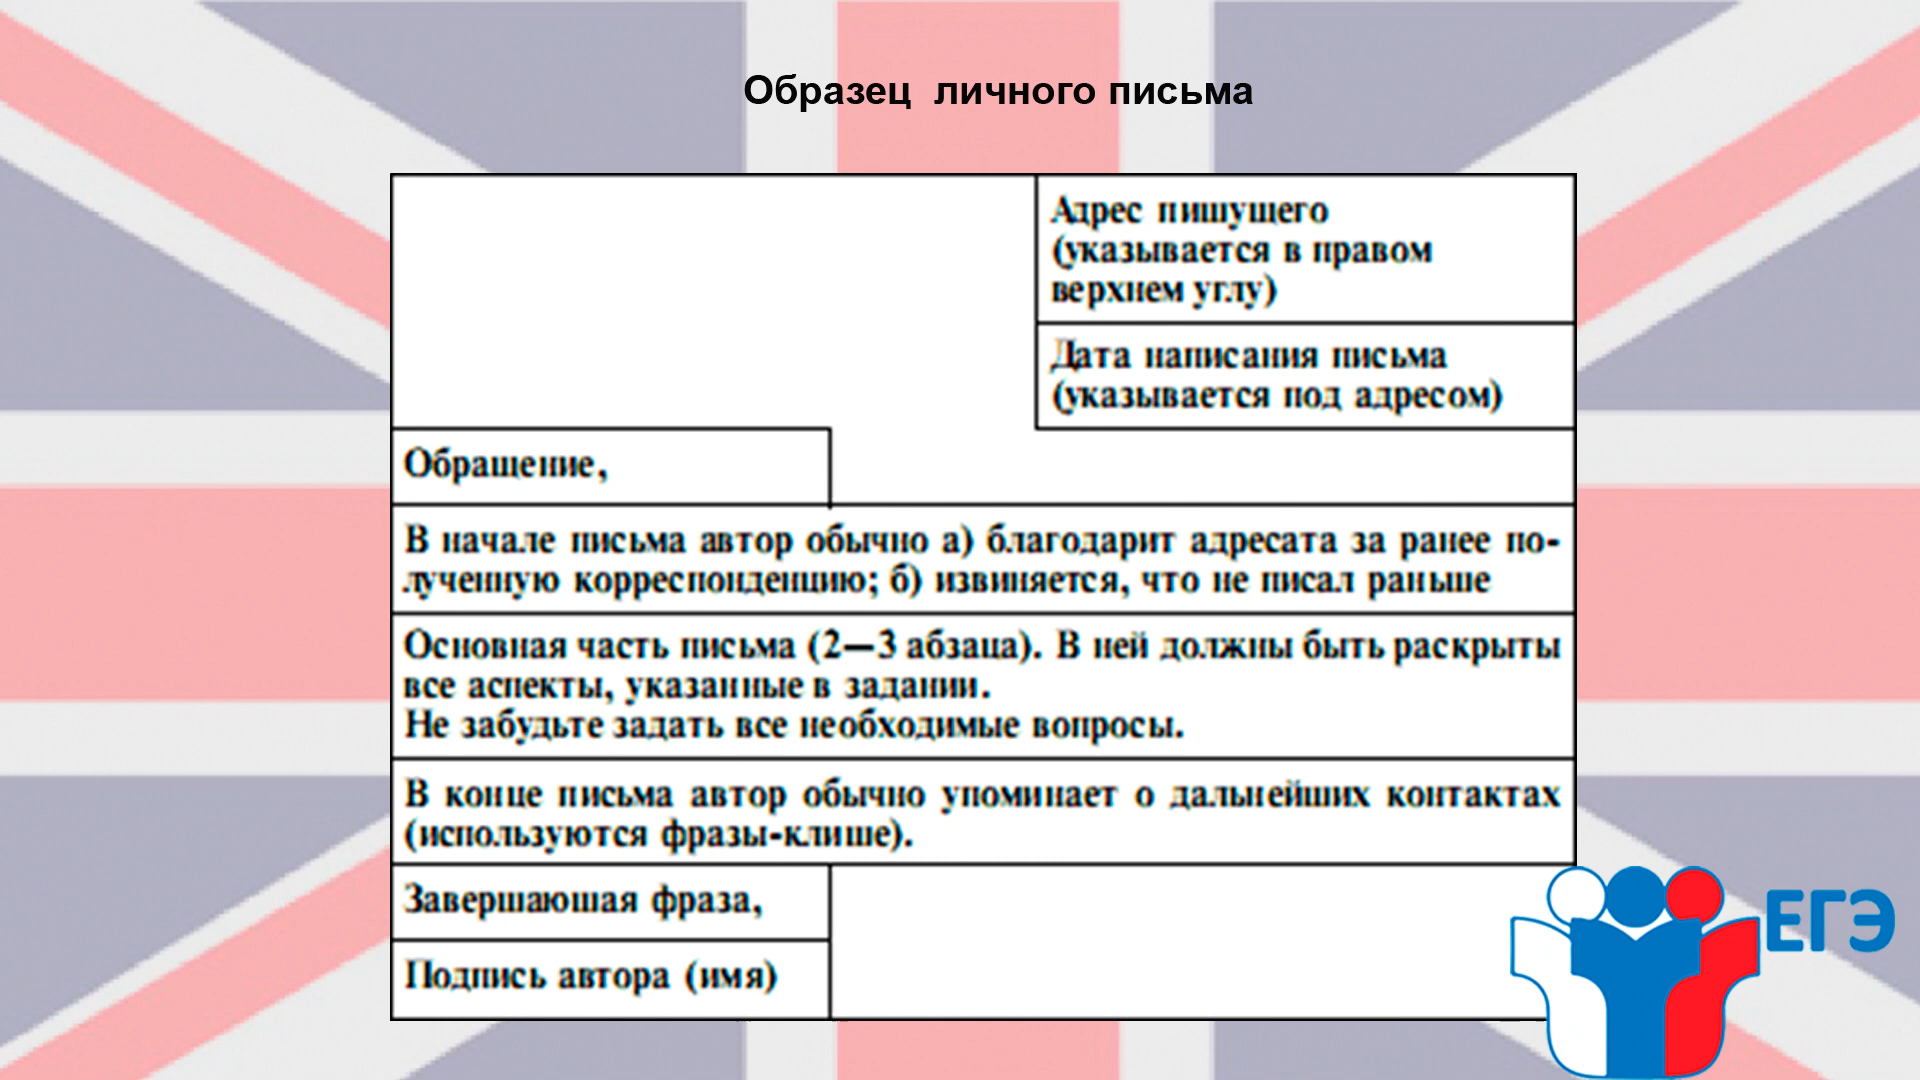 Образец личного письма
Адрес пишущего
(указывается в правом
верхнем углу)
Дата написания письма
(указывается под адресом)
Обращение,
В начале письма автор обычно а) благодарит адресата за ранее по-
лученную корреспонденцию; б) извиняется, что не писал раньше
Основная часть письма (2—3 абзаца). В ней должны быть раскрыты
все аспекты, указанные в задании.
Не забудьте задать все необходимые вопросы.
В конце письма автор обычно упоминает о дальнейших контактах
(используются фразы-клише).
Завершающая фраза,
Подпись автора (имя)
ЕГЭ